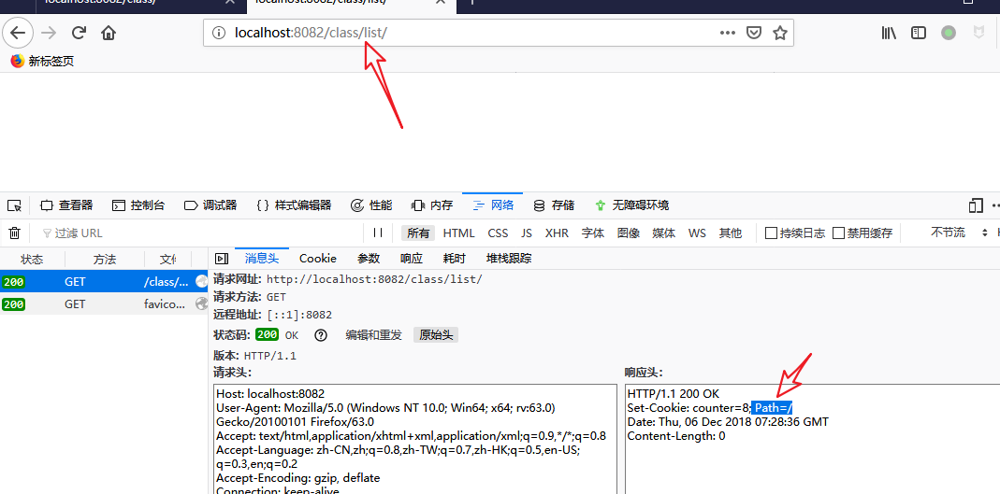 localhost:8082/class/
localhost:8082/class/list/
localhost:8082/class/list/
新标签页
查看器 控制台 调试器 {} 样式编辑器 性能 内存 网络 存储 无障碍环境
过滤 URL 所有 HTML CSS JS XHR 字体 图像 媒体 WS 其他 持续日志 禁用缓存 不节流
状态 方法 消息头 Cookie 参数 响应 耗时 堆栈跟踪
200 GET /class/...
200 GET favico...
请求网址: http://localhost:8082/class/list/
请求方法: GET
远程地址: [::1]:8082
状态码: 200 OK 编辑和重发 原始头
版本: HTTP/1.1
请求头:
Host: localhost:8082
User-Agent: Mozilla/5.0 (Windows NT 10.0; Win64; x64; rv:63.0)
Gecko/20100101 Firefox/63.0
Accept: text/html,application/xhtml+xml,application/xml;q=0.9,*/*;q=0.8
Accept-Language: zh-CN,zh;q=0.8,zh-TW;q=0.7,zh-HK;q=0.5,en-US;
q=0.3,en;q=0.2
Accept-Encoding: gzip, deflate
Connection: keep-alive
响应头:
HTTP/1.1 200 OK
Set-Cookie: counter=8; Path=/
Date: Thu, 06 Dec 2018 07:28:36 GMT
Content-Length: 0